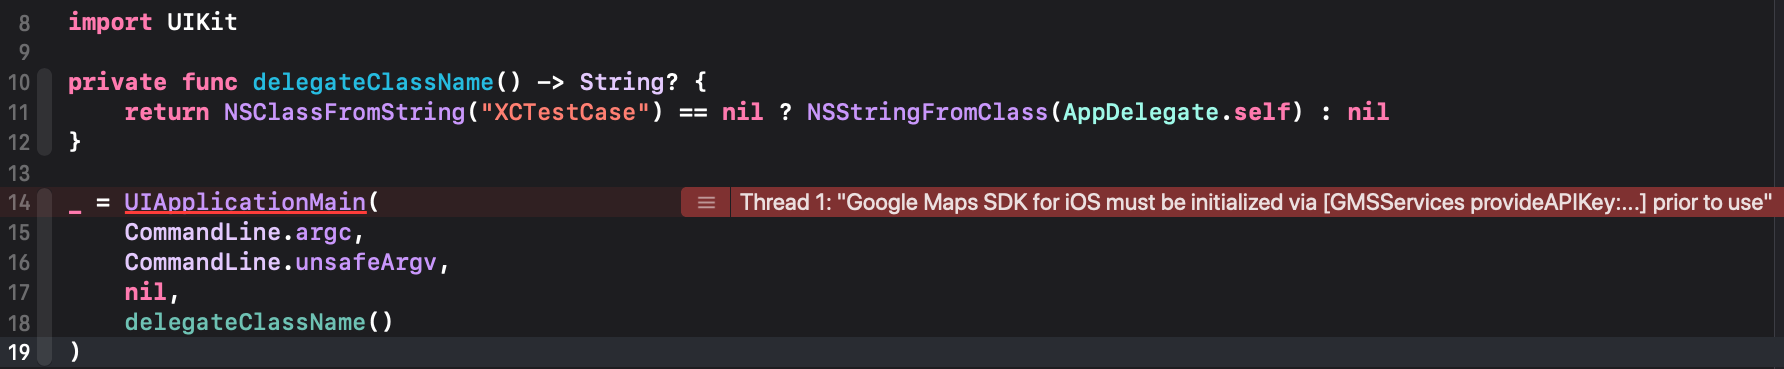 8 import UIKit
9
10 private func delegateClassName() -> String? {
11     return NSClassFromString("XCTestCase") == nil ? NSStringFromClass(AppDelegate.self) : nil
12 }
13
14 _ = UIApplicationMain( Thread 1: "Google Maps SDK for iOS must be initialized via [GMSServices provideAPIKey:...] prior to use"
15     CommandLine.argc,
16     CommandLine.unsafeArgv,
17     nil,
18     delegateClassName()
19 )